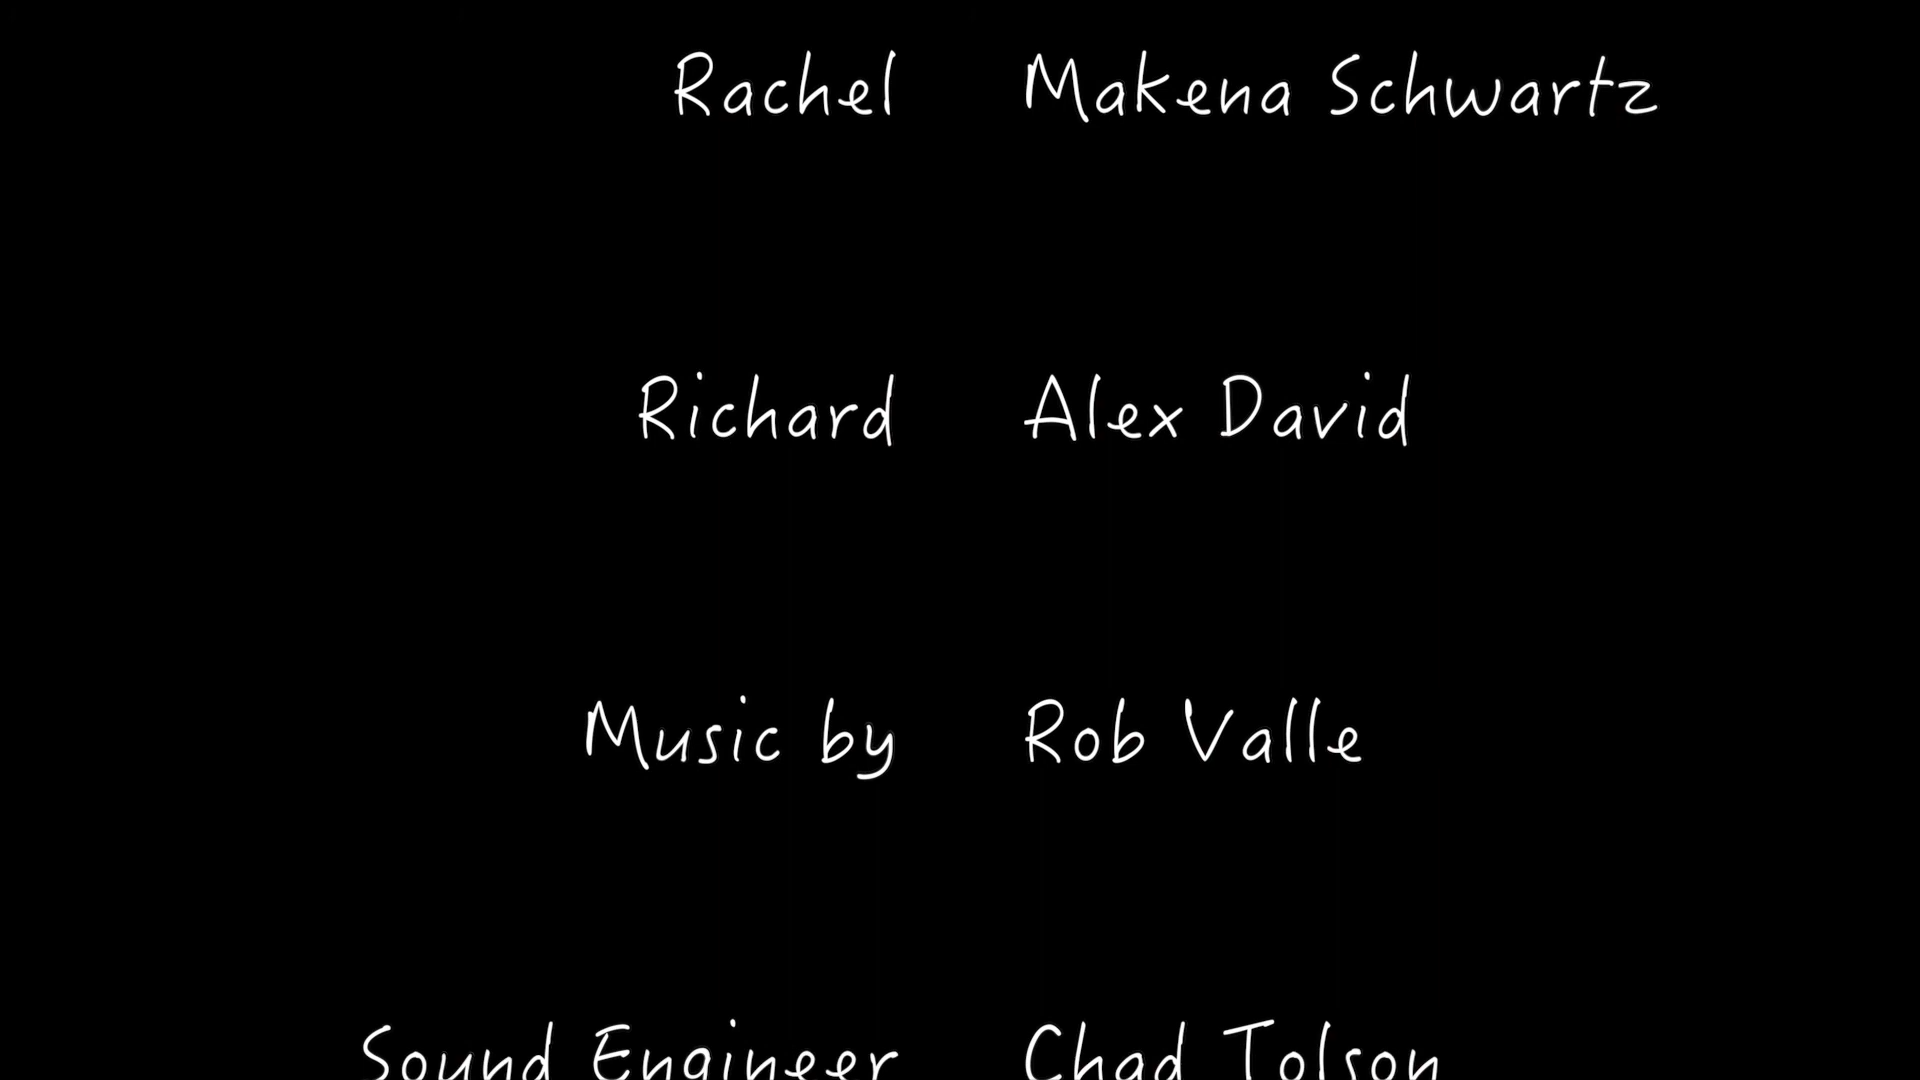 Rachel Makena Schwartz
Richard Alex David
Music by Rob Valle
Sound Engineer Chad Tolson